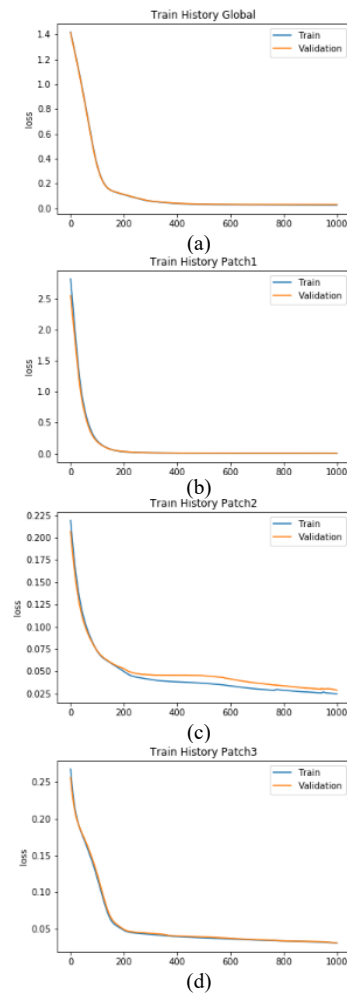 Train History Global
1.4
1.2
1.0
0.8
0.6
0.4
0.2
0.0
loss
Train
Validation
0 200 400 600 800 1000
(a)
Train History Patch1
2.5
2.0
1.5
1.0
0.5
0.0
loss
Train
Validation
0 200 400 600 800 1000
(b)
Train History Patch2
0.225
0.200
0.175
0.150
0.125
0.100
0.075
0.050
0.025
loss
Train
Validation
0 200 400 600 800 1000
(c)
Train History Patch3
0.25
0.20
0.15
0.10
0.05
loss
Train
Validation
0 200 400 600 800 1000
(d)